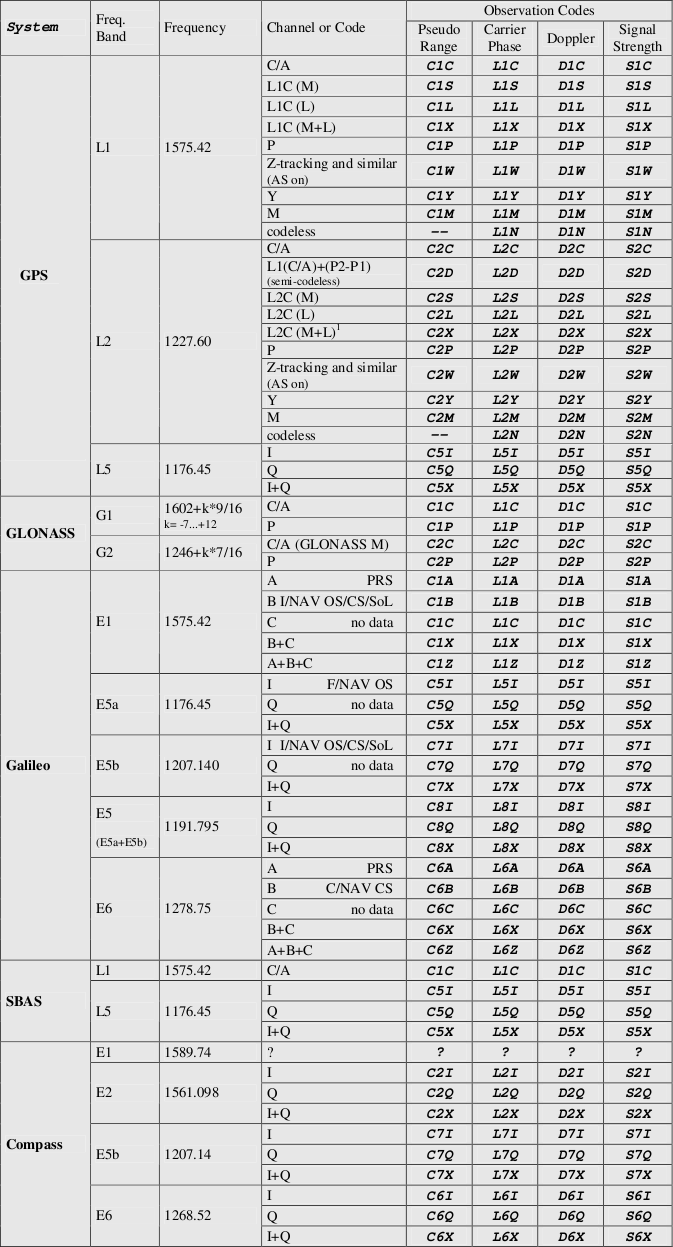 System Freq. Band Frequency Channel or Code Observation Codes
Pseudo Range Carrier Phase Doppler Signal Strength
GPS L1 1575.42 C/A C1C L1C D1C S1C
L1C (M) C1S L1S D1S S1S
L1C (L) C1L L1L D1L S1L
L1C (M+L) C1X L1X D1X S1X
P C1P L1P D1P S1P
Z-tracking and similar (AS on) C1W L1W D1W S1W
Y C1Y L1Y D1Y S1Y
M C1M L1M D1M S1M
codeless -- L1N D1N S1N
L2 1227.60 C/A C2C L2C D2C S2C
L1(C/A)+(P2-P1) (semi-codeless) C2D L2D D2D S2D
L2C (M) C2S L2S D2S S2S
L2C (L) C2L L2L D2L S2L
L2C (M+L)1 C2X L2X D2X S2X
P C2P L2P D2P S2P
Z-tracking and similar (AS on) C2W L2W D2W S2W
Y C2Y L2Y D2Y S2Y
M C2M L2M D2M S2M
codeless -- L2N D2N S2N
L5 1176.45 I C5I L5I D5I S5I
Q C5Q L5Q D5Q S5Q
I+Q C5X L5X D5X S5X
GLONASS G1 1602+k*9/16 k= -7...+12 C/A C1C L1C D1C S1C
P C1P L1P D1P S1P
G2 1246+k*7/16 C/A (GLONASS M) C2C L2C D2C S2C
P C2P L2P D2P S2P
Galileo E1 1575.42 A PRS C1A L1A D1A S1A
B I/NAV OS/CS/SoL C1B L1B D1B S1B
C no data C1C L1C D1C S1C
B+C C1X L1X D1X S1X
A+B+C C1Z L1Z D1Z S1Z
E5a 1176.45 I F/NAV OS C5I L5I D5I S5I
Q no data C5Q L5Q D5Q S5Q
I+Q C5X L5X D5X S5X
E5b 1207.140 I I/NAV OS/CS/SoL C7I L7I D7I S7I
Q no data C7Q L7Q D7Q S7Q
I+Q C7X L7X D7X S7X
E5 (E5a+E5b) 1191.795 I C8I L8I D8I S8I
Q C8Q L8Q D8Q S8Q
I+Q C8X L8X D8X S8X
E6 1278.75 A PRS C6A L6A D6A S6A
B C/NAV CS C6B L6B D6B S6B
C no data C6C L6C D6C S6C
B+C C6X L6X D6X S6X
A+B+C C6Z L6Z D6Z S6Z
SBAS L1 1575.42 C/A C1C L1C D1C S1C
L5 1176.45 I C5I L5I D5I S5I
Q C5Q L5Q D5Q S5Q
I+Q C5X L5X D5X S5X
Compass E1 1589.74 ? ? ? ? ?
E2 1561.098 I C2I L2I D2I S2I
Q C2Q L2Q D2Q S2Q
I+Q C2X L2X D2X S2X
E5b 1207.14 I C7I L7I D7I S7I
Q C7Q L7Q D7Q S7Q
I+Q C7X L7X D7X S7X
E6 1268.52 I C6I L6I D6I S6I
Q C6Q L6Q D6Q S6Q
I+Q C6X L6X D6X S6X